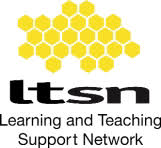 ltsn
Learning and Teaching
Support Network